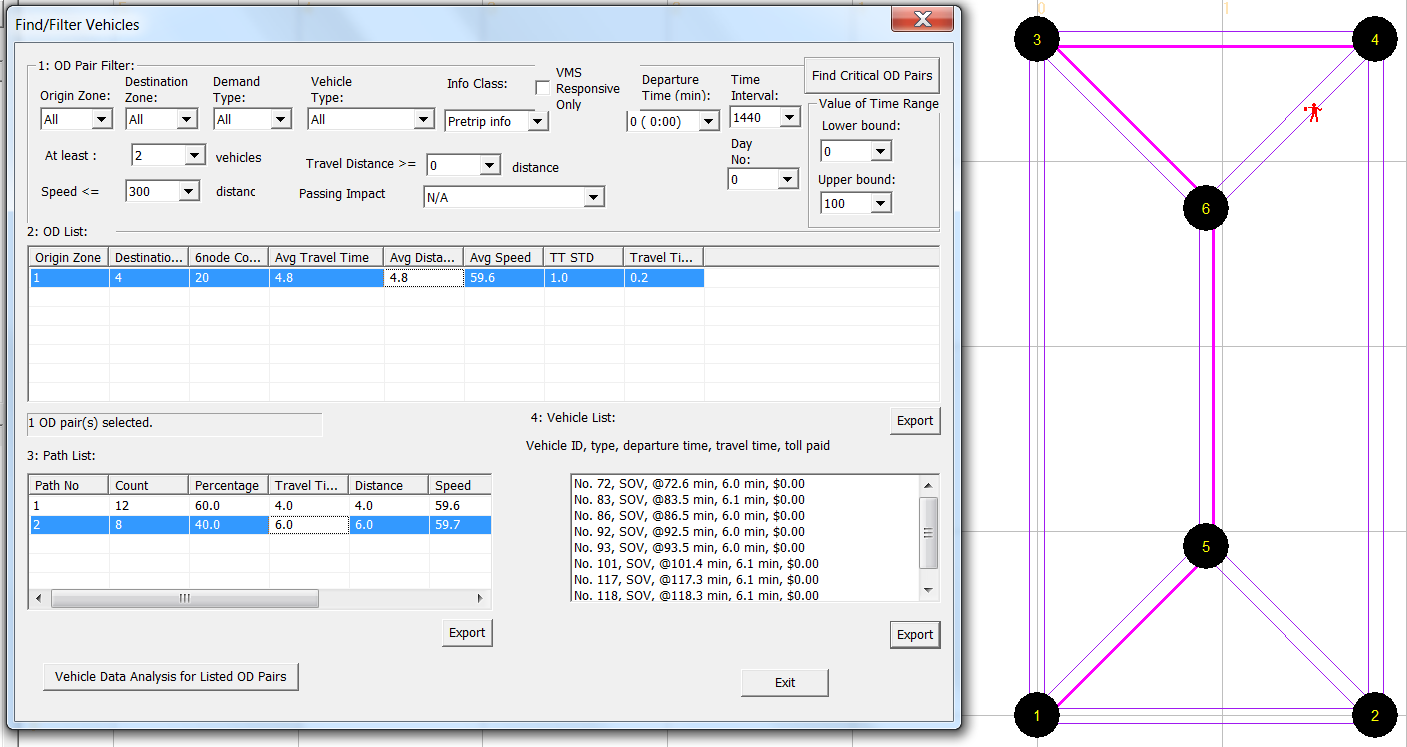 Find/Filter Vehicles
1: OD Pair Filter:
Origin Zone:
All
Destination
Zone:
All
Demand
Type:
All
Vehicle
Type:
All
Info Class:
Pretrip info
VMS
Responsive
Only
Departure
Time (min):
0 ( 0:00)
Time
Interval:
1440
Find Critical OD Pairs
Value of Time Range
Lower bound:
0
Upper bound:
100
At least :
2
vehicles
Travel Distance >=
0
distance
Day
No:
0
Speed <=
300
distanc
Passing Impact
N/A
2: OD List:
Origin Zone Destinatio... 6node Co... Avg Travel Time Avg Dista... Avg Speed TT STD Travel Ti...
1 4 20 4.8 4.8 59.6 1.0 0.2
1 OD pair(s) selected.
4: Vehicle List:
Export
Vehicle ID, type, departure time, travel time, toll paid
3: Path List:
Path No Count Percentage Travel Ti... Distance Speed
1 12 60.0 4.0 4.0 59.6
2 8 40.0 6.0 6.0 59.7
Export
No. 72, SOV, @72.6 min, 6.0 min, $0.00
No. 83, SOV, @83.5 min, 6.1 min, $0.00
No. 86, SOV, @86.5 min, 6.0 min, $0.00
No. 92, SOV, @92.5 min, 6.0 min, $0.00
No. 93, SOV, @93.5 min, 6.0 min, $0.00
No. 101, SOV, @101.4 min, 6.1 min, $0.00
No. 117, SOV, @117.3 min, 6.1 min, $0.00
No. 118, SOV, @118.3 min, 6.1 min, $0.00
Export
Vehicle Data Analysis for Listed OD Pairs
Exit
0
1
3
4
6
5
1
2